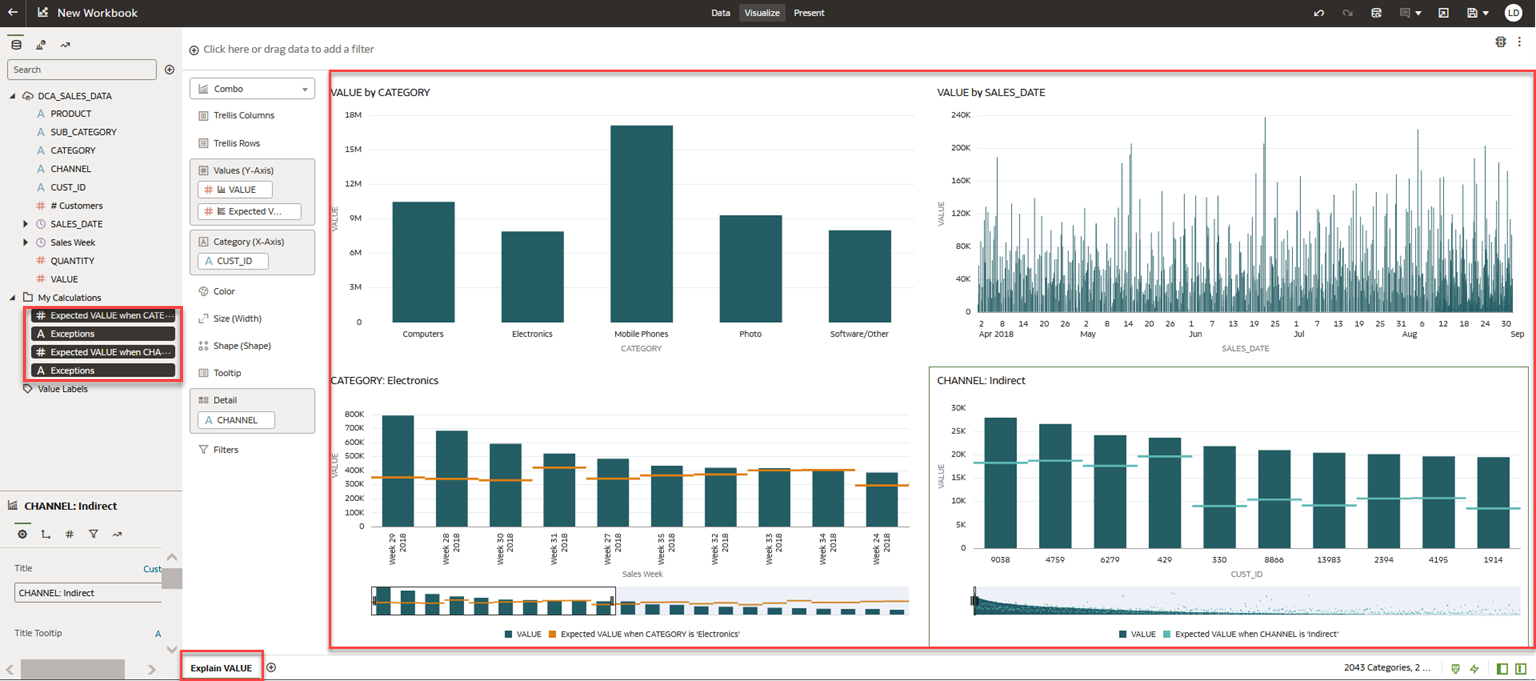 New Workbook
Data Visualize Present
LD
Click here or drag data to add a filter
Search
DCA_SALES_DATA
A PRODUCT
A SUB_CATEGORY
A CATEGORY
A CHANNEL
A CUST_ID
# # Customers
SALES_DATE
Sales Week
# QUANTITY
# VALUE
My Calculations
# Expected VALUE when CATE...
A Exceptions
# Expected VALUE when CHA...
A Exceptions
Value Labels
Combo
Trellis Columns
Trellis Rows
Values (Y-Axis)
# VALUE
# Expected V...
Category (X-Axis)
A CUST_ID
Color
Size (Width)
Shape (Shape)
Tooltip
Detail
A CHANNEL
Filters
CHANNEL: Indirect
#
Title
Cust
CHANNEL: Indirect
Title Tooltip
A
VALUE by CATEGORY
18M
15M
12M
9M
6M
3M
0
VALUE
Computers Electronics Mobile Phones Photo Software/Other
CATEGORY
VALUE by SALES_DATE
240K
200K
160K
120K
80K
40K
0
VALUE
2 8 14 20 26 2 8 14 20 26 1 7 13 19 25 1 7 13 19 25 31 6 12 18 24 30
Apr 2018 May Jun Jul Aug Sep
SALES_DATE
CATEGORY: Electronics
800K
700K
600K
500K
400K
300K
200K
100K
0
VALUE
Week 29 2018
Week 28 2018
Week 30 2018
Week 31 2018
Week 27 2018
Week 35 2018
Week 32 2018
Week 33 2018
Week 34 2018
Week 24 2018
Sales Week
VALUE Expected VALUE when CATEGORY is 'Electronics'
CHANNEL: Indirect
30K
25K
20K
15K
10K
5K
0
VALUE
9038 4759 6279 429 330 8866 13983 2394 4195 1914
CUST_ID
VALUE Expected VALUE when CHANNEL is 'Indirect'
Explain VALUE
2043 Categories, 2 ...